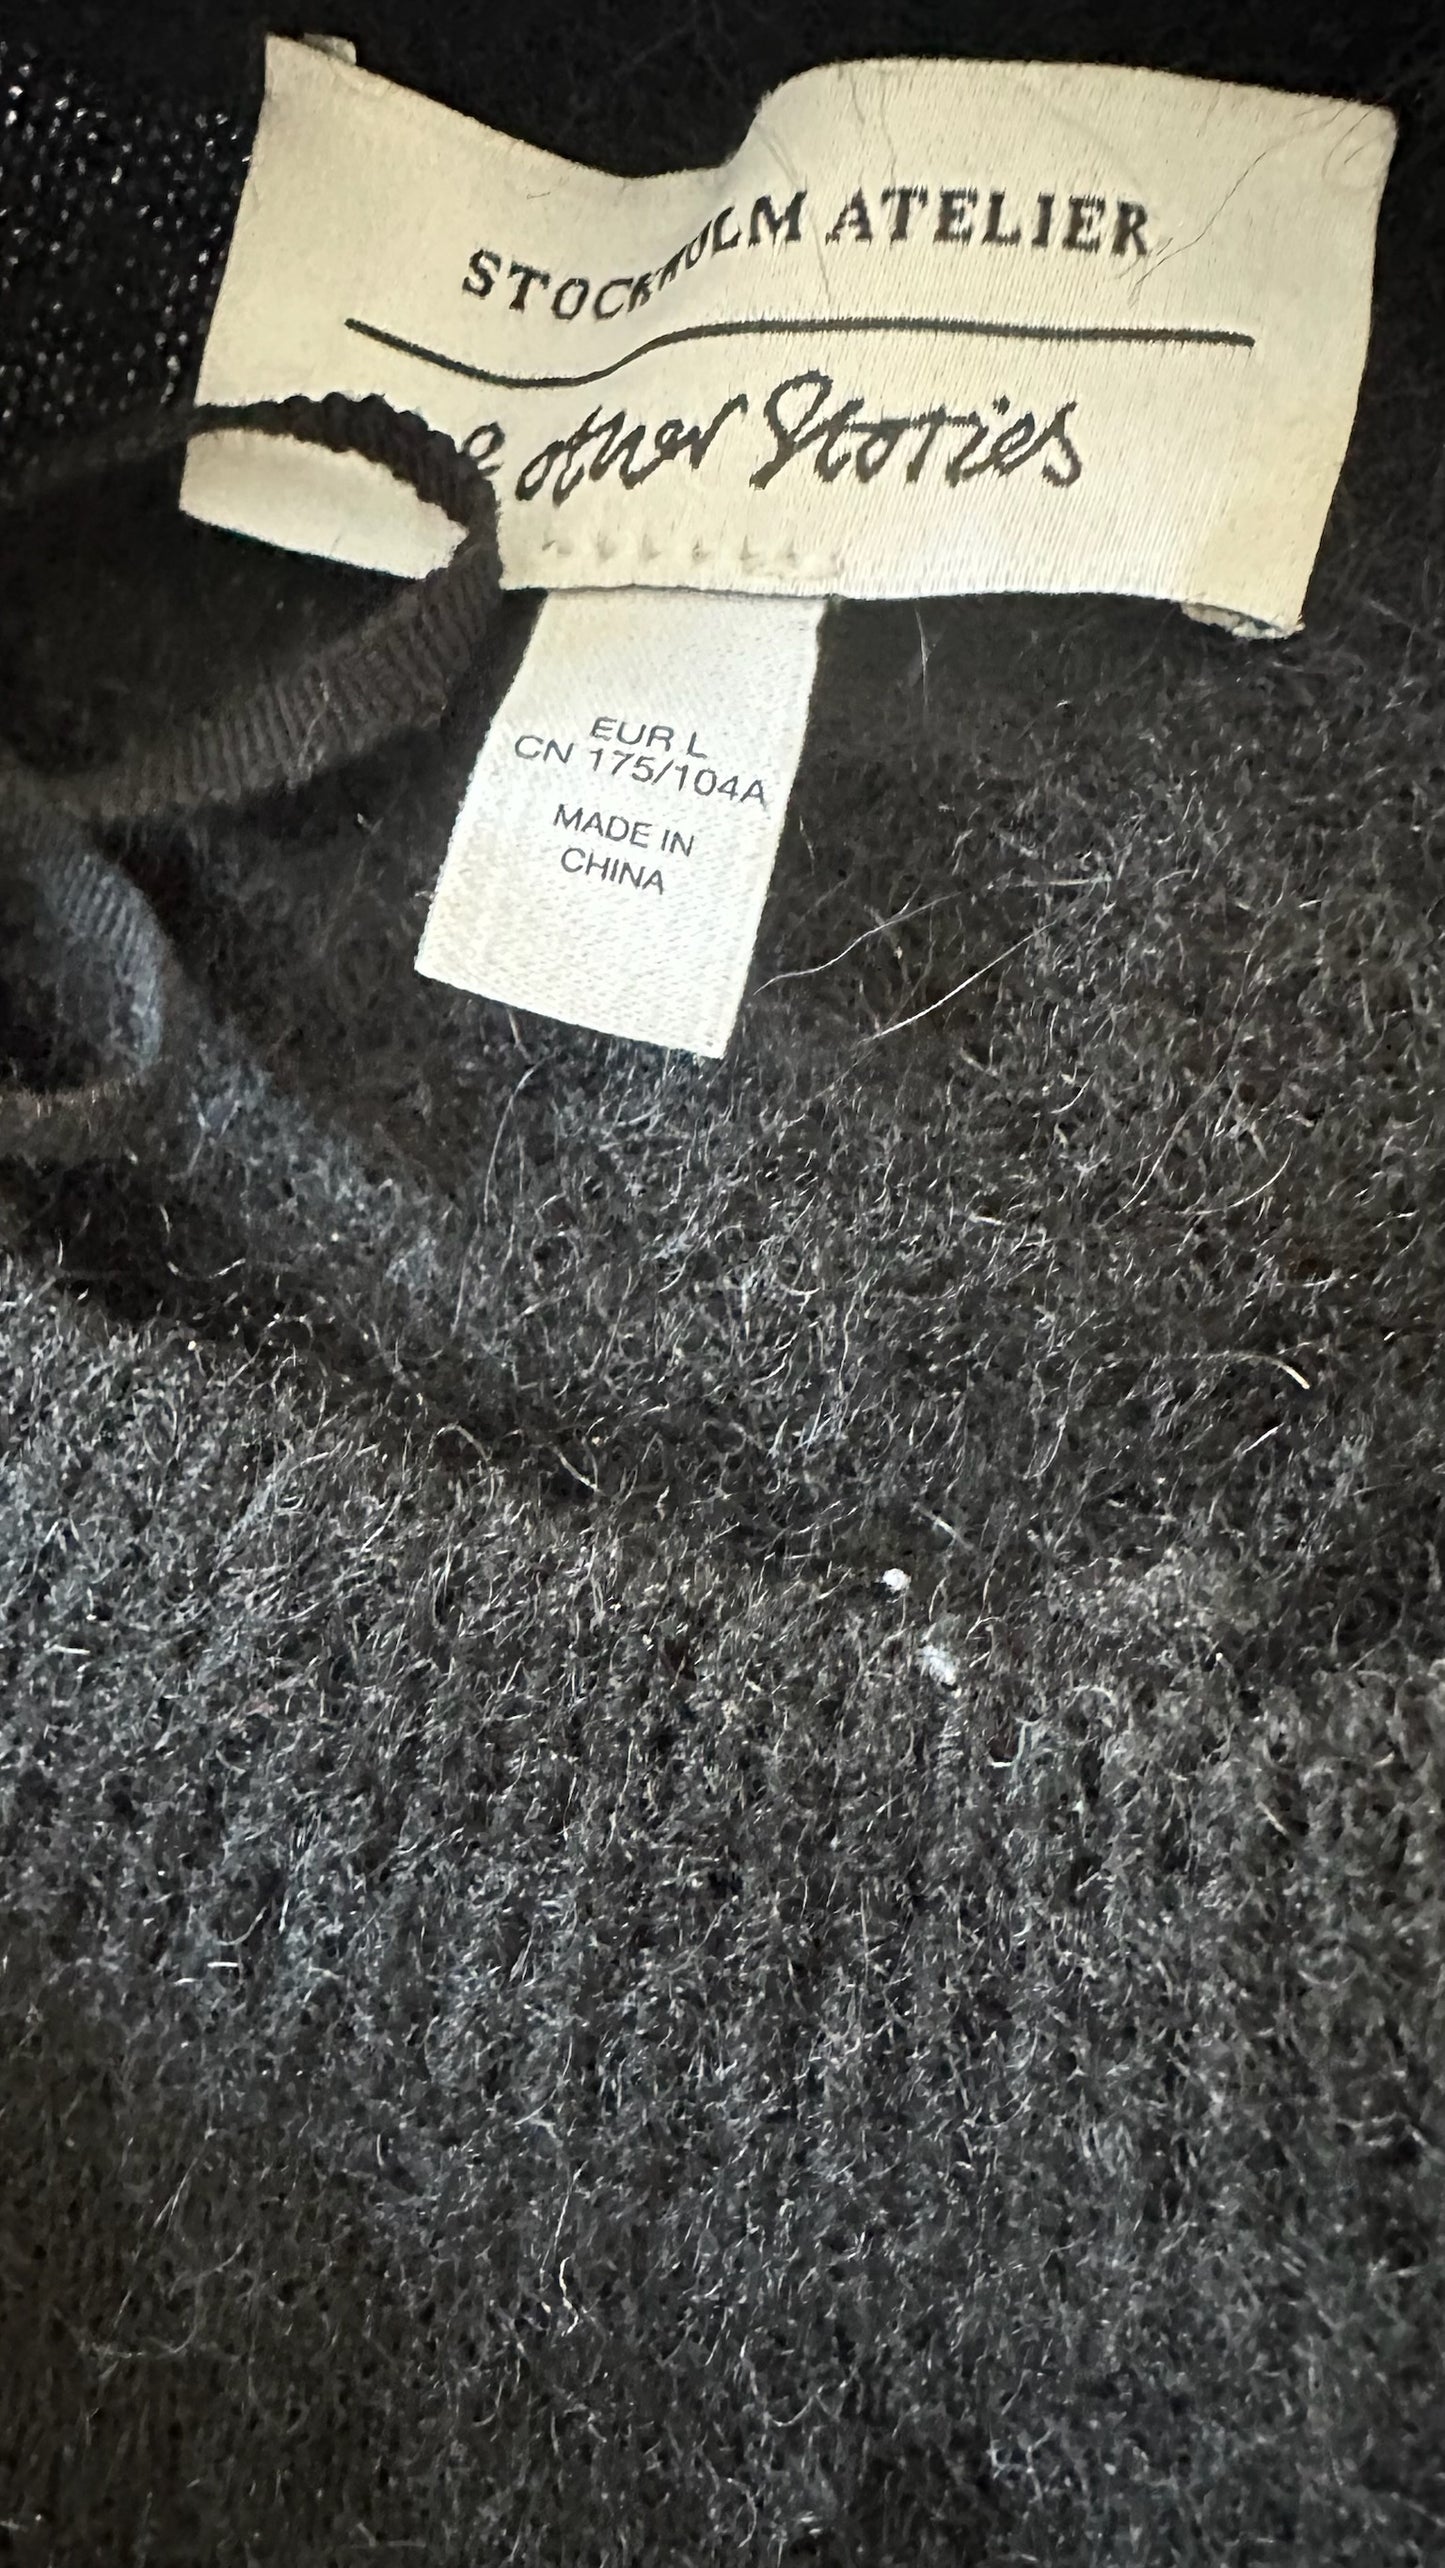 STOCKHOLM ATELIER
& other Stories
EUR L
CN 175/104A
MADE IN
CHINA